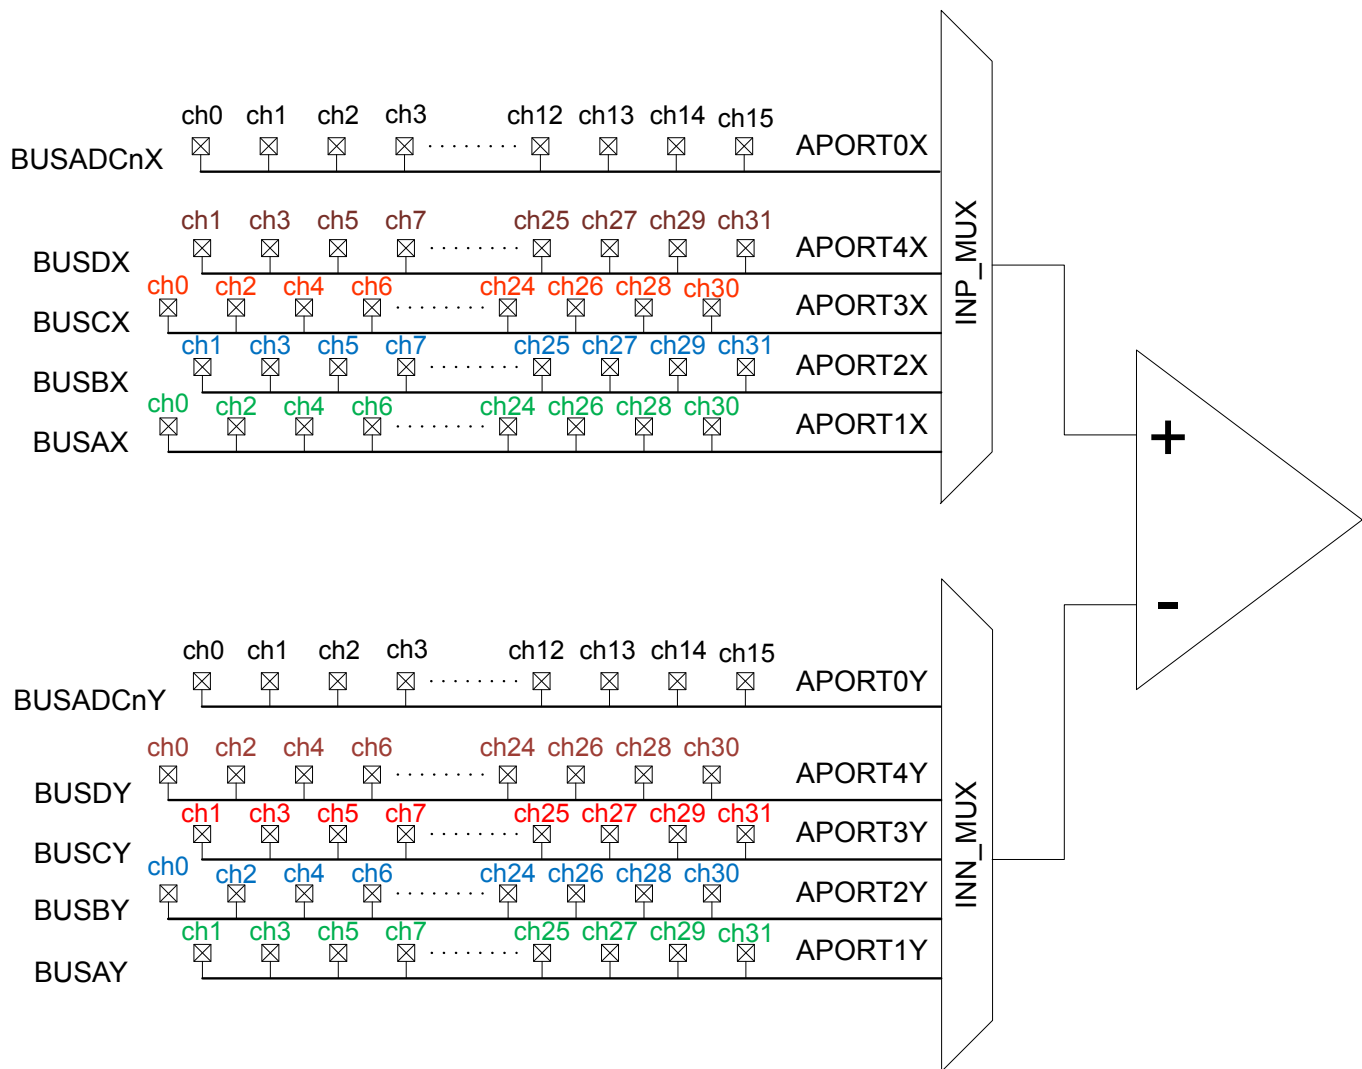 ch0 ch1 ch2 ch3 ········ ch12 ch13 ch14 ch15
BUSADCnX APORT0X
ch1 ch3 ch5 ch7 ········ ch25 ch27 ch29 ch31
BUSDX APORT4X
ch0 ch2 ch4 ch6 ········ ch24 ch26 ch28 ch30
BUSCX APORT3X
ch1 ch3 ch5 ch7 ········ ch25 ch27 ch29 ch31
BUSBX APORT2X
ch0 ch2 ch4 ch6 ········ ch24 ch26 ch28 ch30
BUSAX APORT1X
INP_MUX
+
-
ch0 ch1 ch2 ch3 ········ ch12 ch13 ch14 ch15
BUSADCnY APORT0Y
ch0 ch2 ch4 ch6 ········ ch24 ch26 ch28 ch30
BUSDY APORT4Y
ch1 ch3 ch5 ch7 ········ ch25 ch27 ch29 ch31
BUSCY APORT3Y
ch0 ch2 ch4 ch6 ········ ch24 ch26 ch28 ch30
BUSBY APORT2Y
ch1 ch3 ch5 ch7 ········ ch25 ch27 ch29 ch31
BUSAY APORT1Y
INN_MUX